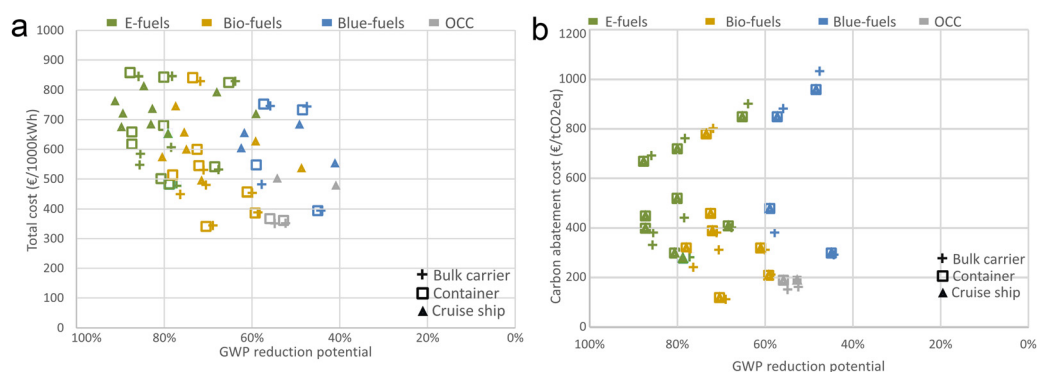 a
E-fuels Bio-fuels Blue-fuels OCC
1000
900
800
700
600
500
400
300
200
100
0
Total cost (€/1000kWh)
Bulk carrier
Container
Cruise ship
100% 80% 60% 40% 20% 0%
GWP reduction potential
b
E-fuels Bio-fuels Blue-fuels OCC
1200
1000
800
600
400
200
0
Carbon abatement cost (€/tCO2eq)
Bulk carrier
Container
Cruise ship
100% 80% 60% 40% 20% 0%
GWP reduction potential